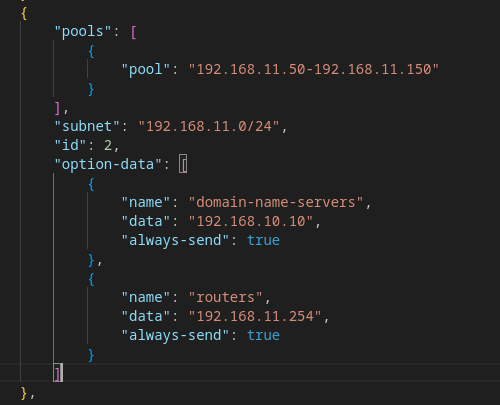 {
"pools": [
{
"pool": "192.168.11.50-192.168.11.150"
}
],
"subnet": "192.168.11.0/24",
"id": 2,
"option-data": [
{
"name": "domain-name-servers",
"data": "192.168.10.10",
"always-send": true
},
{
"name": "routers",
"data": "192.168.11.254",
"always-send": true
}
]
},